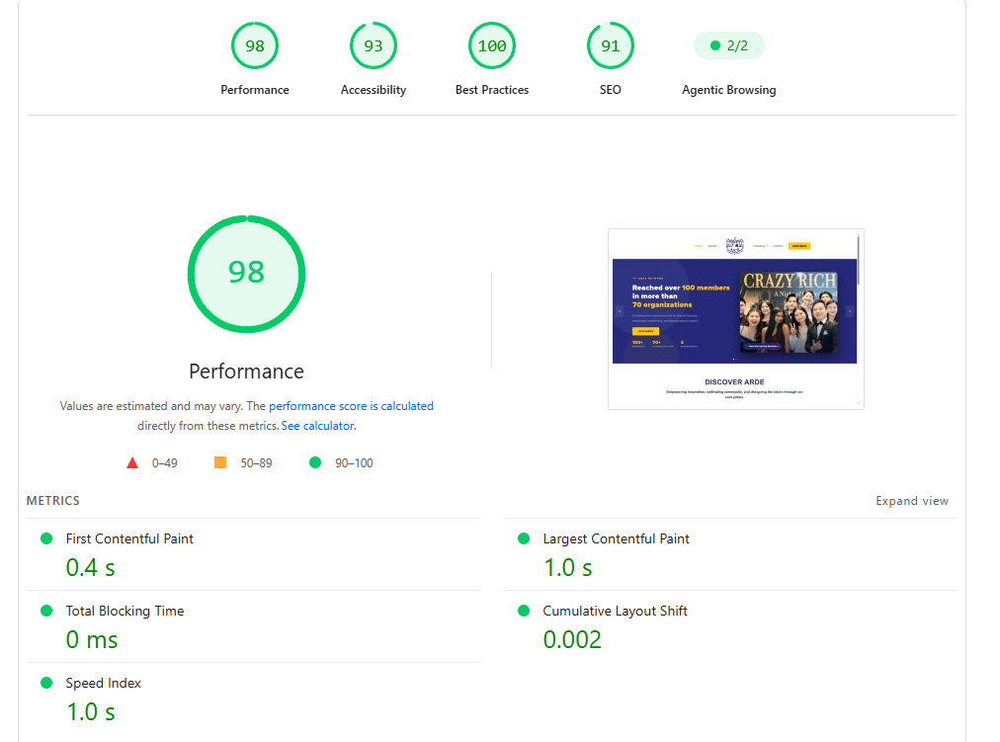 98
93
100
91
2/2
Performance
Accessibility
Best Practices
SEO
Agentic Browsing
98
Performance
Values are estimated and may vary. The performance score is calculated
directly from these metrics. See calculator.
0–49
50–89
90–100
Reached over 100 members
in more than
70 organizations
CRAZY RICH
DISCOVER ARDE
Empowering innovation, cultivating community, and designing the future through our
core pillars
METRICS
Expand view
First Contentful Paint
0.4 s
Largest Contentful Paint
1.0 s
Total Blocking Time
0 ms
Cumulative Layout Shift
0.002
Speed Index
1.0 s